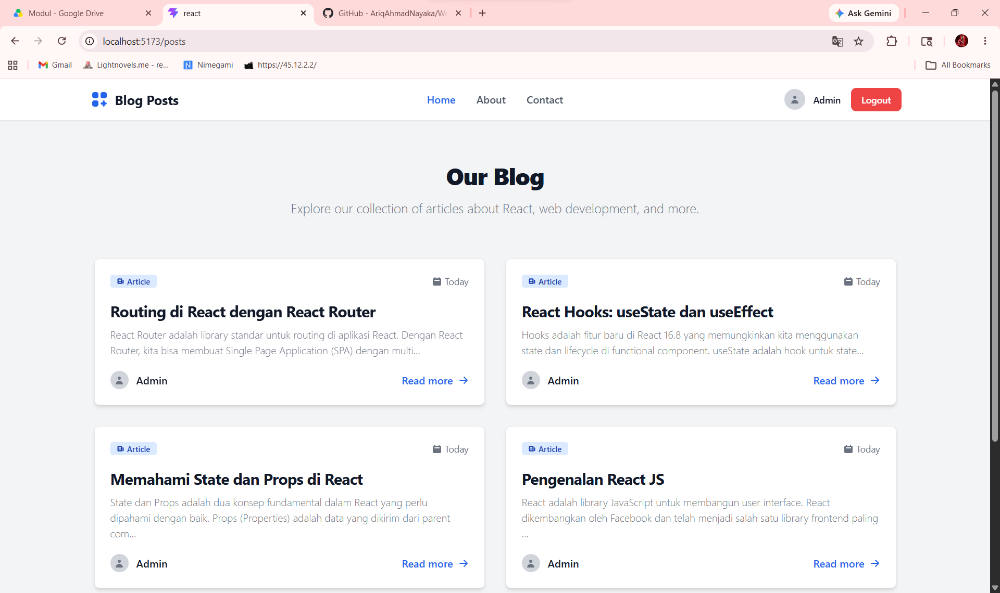 Modul - Google Drive
react
GitHub - AriqAhmadNayaka/We
Ask Gemini
localhost:5173/posts
Gmail
Lightnovels.me - re...
Nimegami
https://45.12.2.2/
All Bookmarks
Blog Posts
Home
About
Contact
Admin
Logout
Our Blog
Explore our collection of articles about React, web development, and more.
Article
Today
Routing di React dengan React Router
React Router adalah library standar untuk routing di aplikasi React. Dengan React
Router, kita bisa membuat Single Page Application (SPA) dengan multi...
Admin
Read more
Article
Today
React Hooks: useState dan useEffect
Hooks adalah fitur baru di React 16.8 yang memungkinkan kita menggunakan
state dan lifecycle di functional component. useState adalah hook untuk state...
Admin
Read more
Article
Today
Memahami State dan Props di React
State dan Props adalah dua konsep fundamental dalam React yang perlu
dipahami dengan baik. Props (Properties) adalah data yang dikirim dari parent
com...
Admin
Read more
Article
Today
Pengenalan React JS
React adalah library JavaScript untuk membangun user interface. React
dikembangkan oleh Facebook dan telah menjadi salah satu library frontend paling
...
Admin
Read more